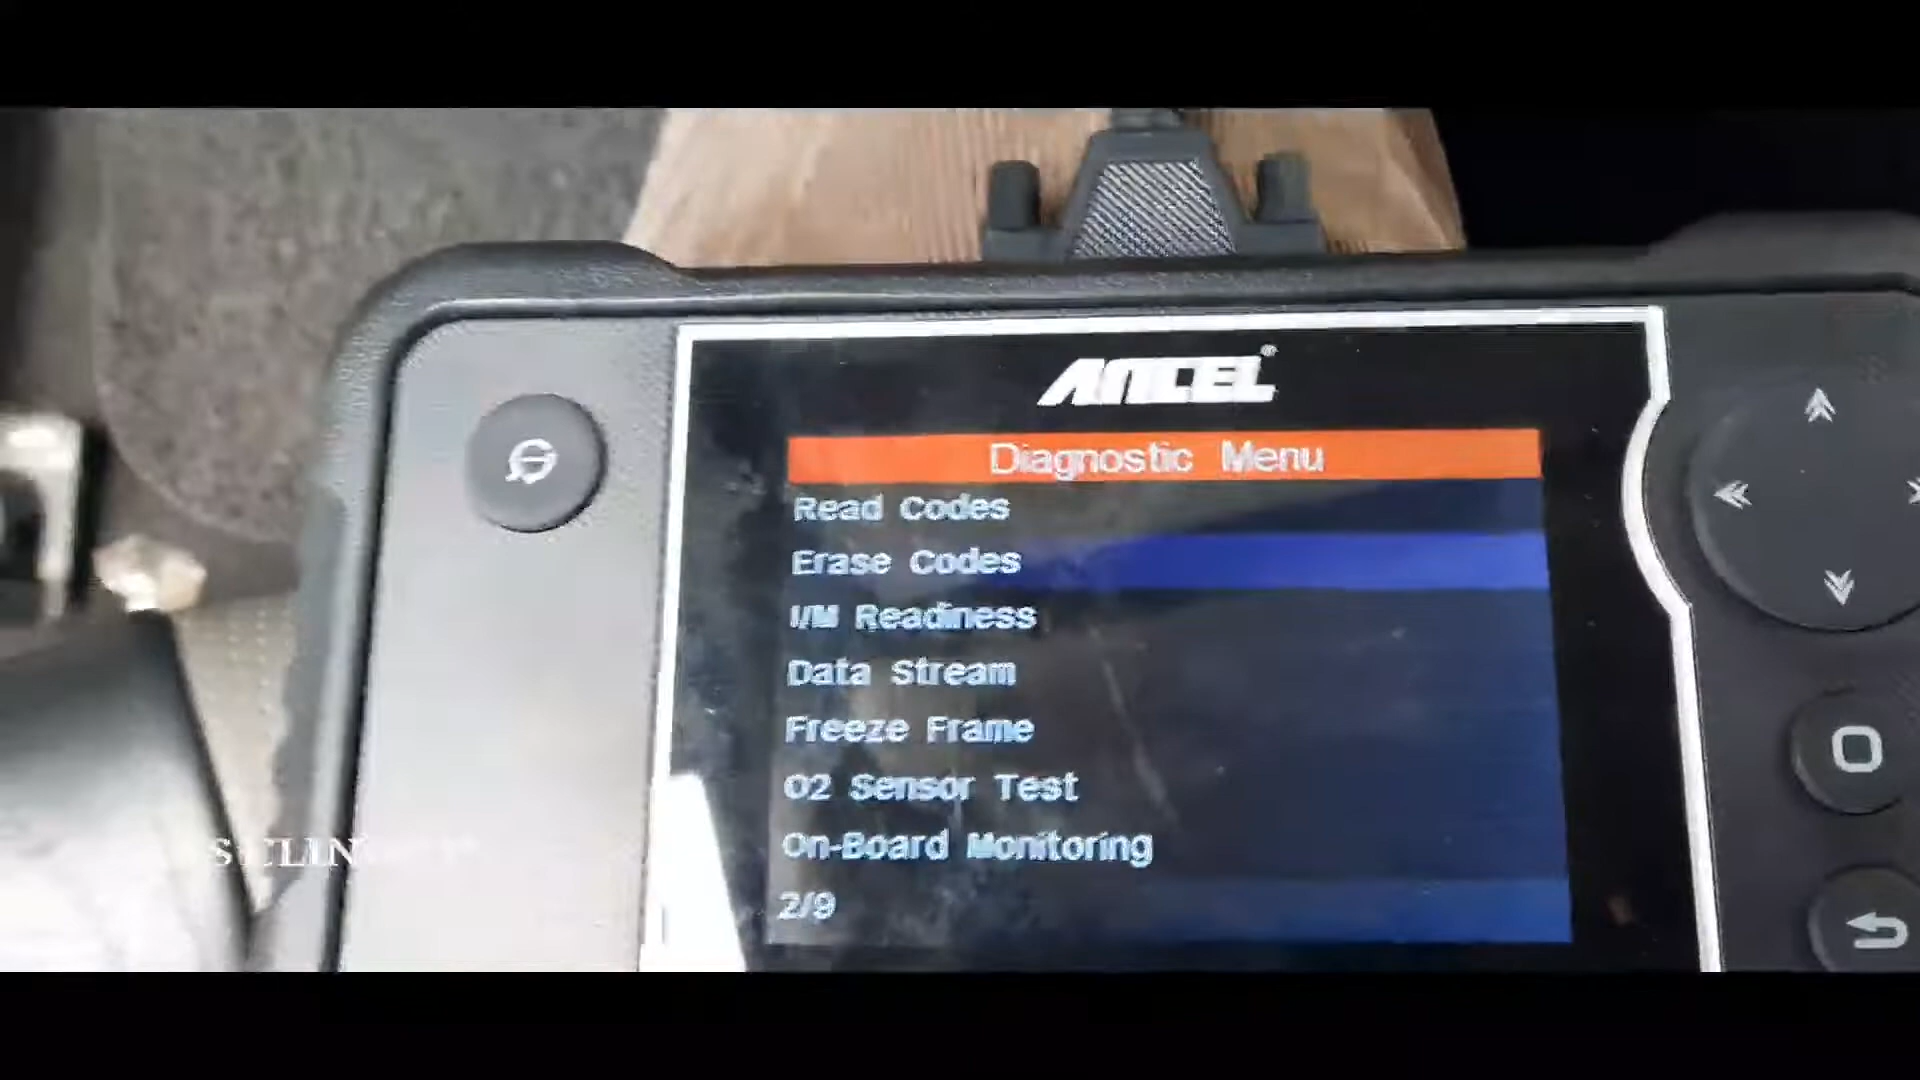 ANCEL®
Diagnostic Menu
Read Codes
Erase Codes
I/M Readiness
Data Stream
Freeze Frame
O2 Sensor Test
On-Board Monitoring
2/9